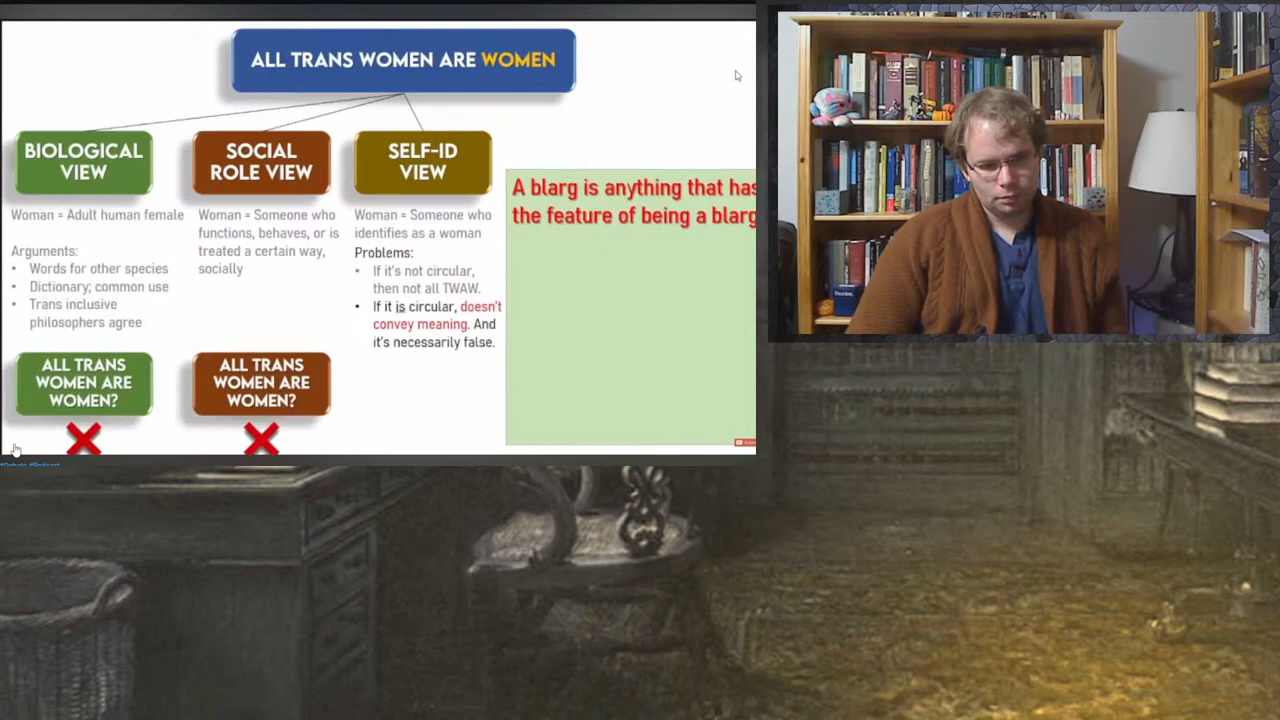 ALL TRANS WOMEN ARE WOMEN
BIOLOGICAL
VIEW
Woman = Adult human female
Arguments:
• Words for other species
• Dictionary; common use
• Trans inclusive
philosophers agree
ALL TRANS
WOMEN ARE
WOMEN?
SOCIAL
ROLE VIEW
Woman = Someone who
functions, behaves, or is
treated a certain way,
socially
ALL TRANS
WOMEN ARE
WOMEN?
SELF-ID
VIEW
Woman = Someone who
identifies as a woman
Problems:
• If it's not circular,
then not all TWAW.
• If it is circular, doesn't
convey meaning. And
it's necessarily false.
A blarg is anything that has
the feature of being a blarg
#Debate #Podcast